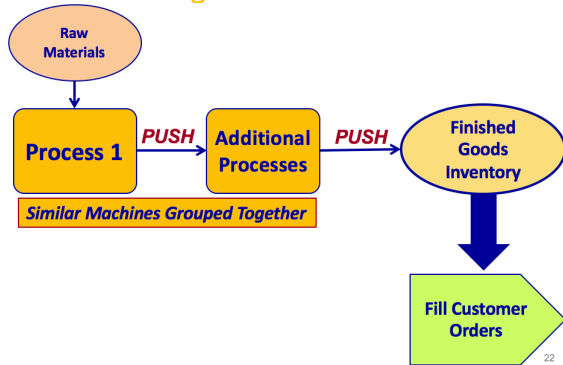 Raw
Materials
Process 1
PUSH
Additional
Processes
PUSH
Finished
Goods
Inventory
Similar Machines Grouped Together
Fill Customer
Orders
22